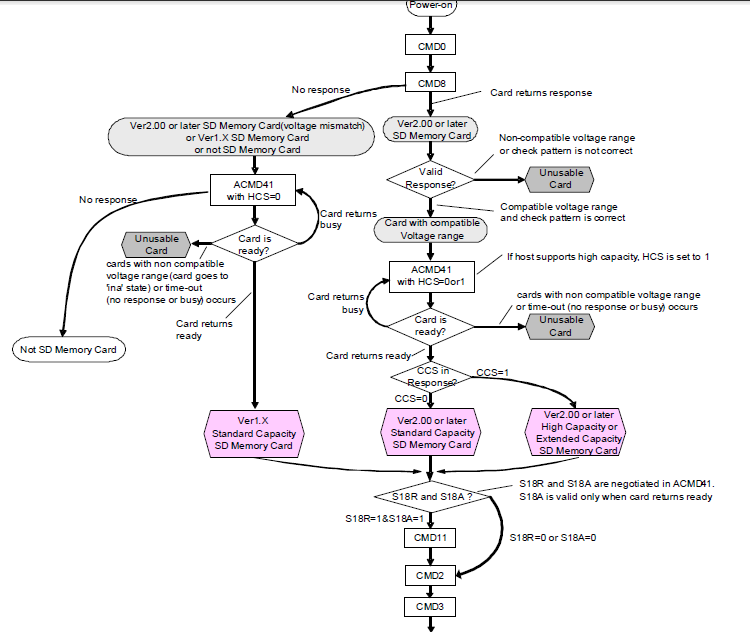 Power-on
CMD0
CMD8
No response
Card returns response
Ver2.00 or later SD Memory Card(voltage mismatch)
or Ver1.X SD Memory Card
or not SD Memory Card
Ver2.00 or later
SD Memory Card
Non-compatible voltage range
or check pattern is not correct
Valid
Response?
Unusable
Card
ACMD41
with HCS=0
No response
Compatible voltage range
and check pattern is correct
Card returns
busy
Card with compatible
Voltage range
Unusable
Card
Card is
ready?
cards with non compatible
voltage range (card goes to
'ina' state) or time-out
(no response or busy) occurs
ACMD41
with HCS=0or1
If host supports high capacity, HCS is set to 1
Card returns
busy
cards with non compatible voltage range
or time-out (no response or busy) occurs
Card returns
ready
Card is
ready?
Unusable
Card
Not SD Memory Card
Card returns ready
CCS in
Response?
CCS=1
CCS=0
Ver1.X
Standard Capacity
SD Memory Card
Ver2.00 or later
Standard Capacity
SD Memory Card
Ver2.00 or later
High Capacity or
Extended Capacity
SD Memory Card
S18R and S18A ?
S18R and S18A are negotiated in ACMD41.
S18A is valid only when card returns ready
S18R=1&S18A=1
CMD11
S18R=0 or S18A=0
CMD2
CMD3